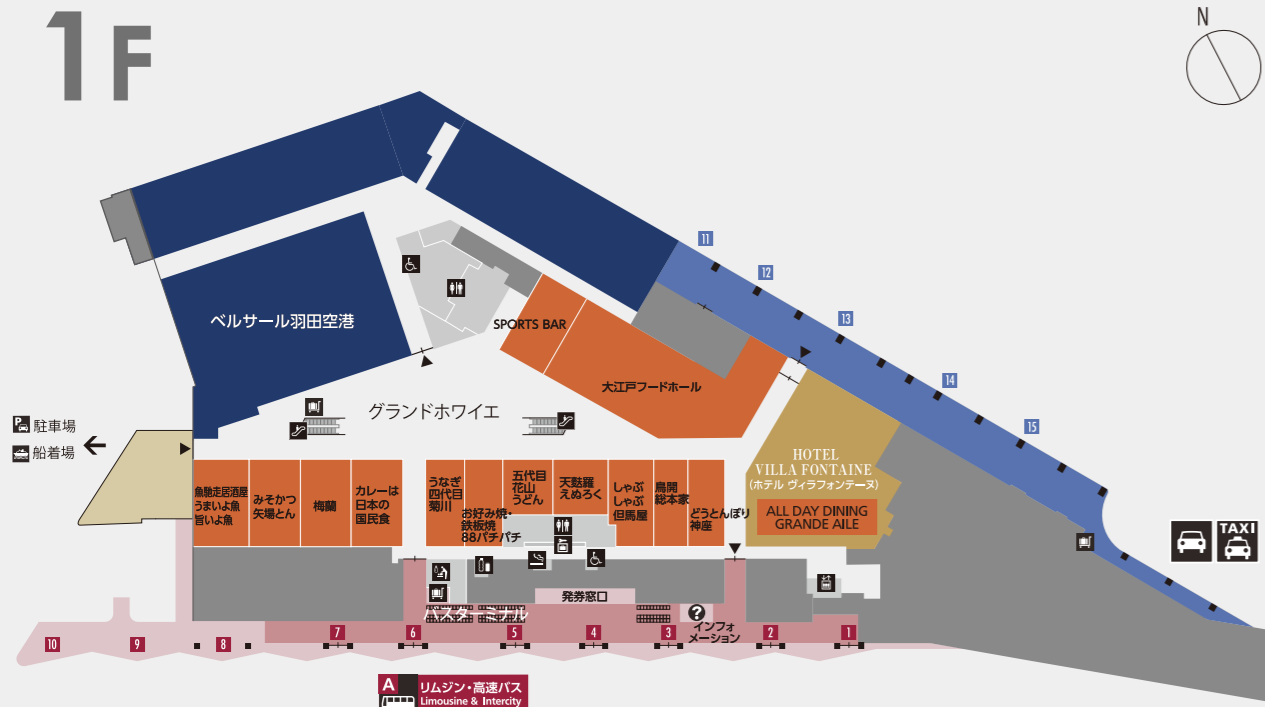 1F
N
11
12
13
14
15
ベルサール羽田空港
SPORTS BAR
大江戸フードホール
グランドホワイエ
P 駐車場
船着場
HOTEL
VILLA FONTAINE
(ホテル ヴィラフォンテーヌ)
ALL DAY DINING
GRANDE AILE
魚馳走居酒屋
うまいよ魚
旨いよ魚
みそかつ
矢場とん
梅蘭
カレーは
日本の
国民食
うなぎ
四代目
菊川
お好み焼・
鉄板焼
88パチパチ
五代目
花山
うどん
天麩羅
えぬろく
しゃぶ
しゃぶ
但馬屋
鳥開
総本家
どうとんぼり
神座
TAXI
発券窓口
バスターミナル
?
インフォ
メーション
10
9
8
7
6
5
4
3
2
1
A
リムジン・高速バス
Limousine & Intercity